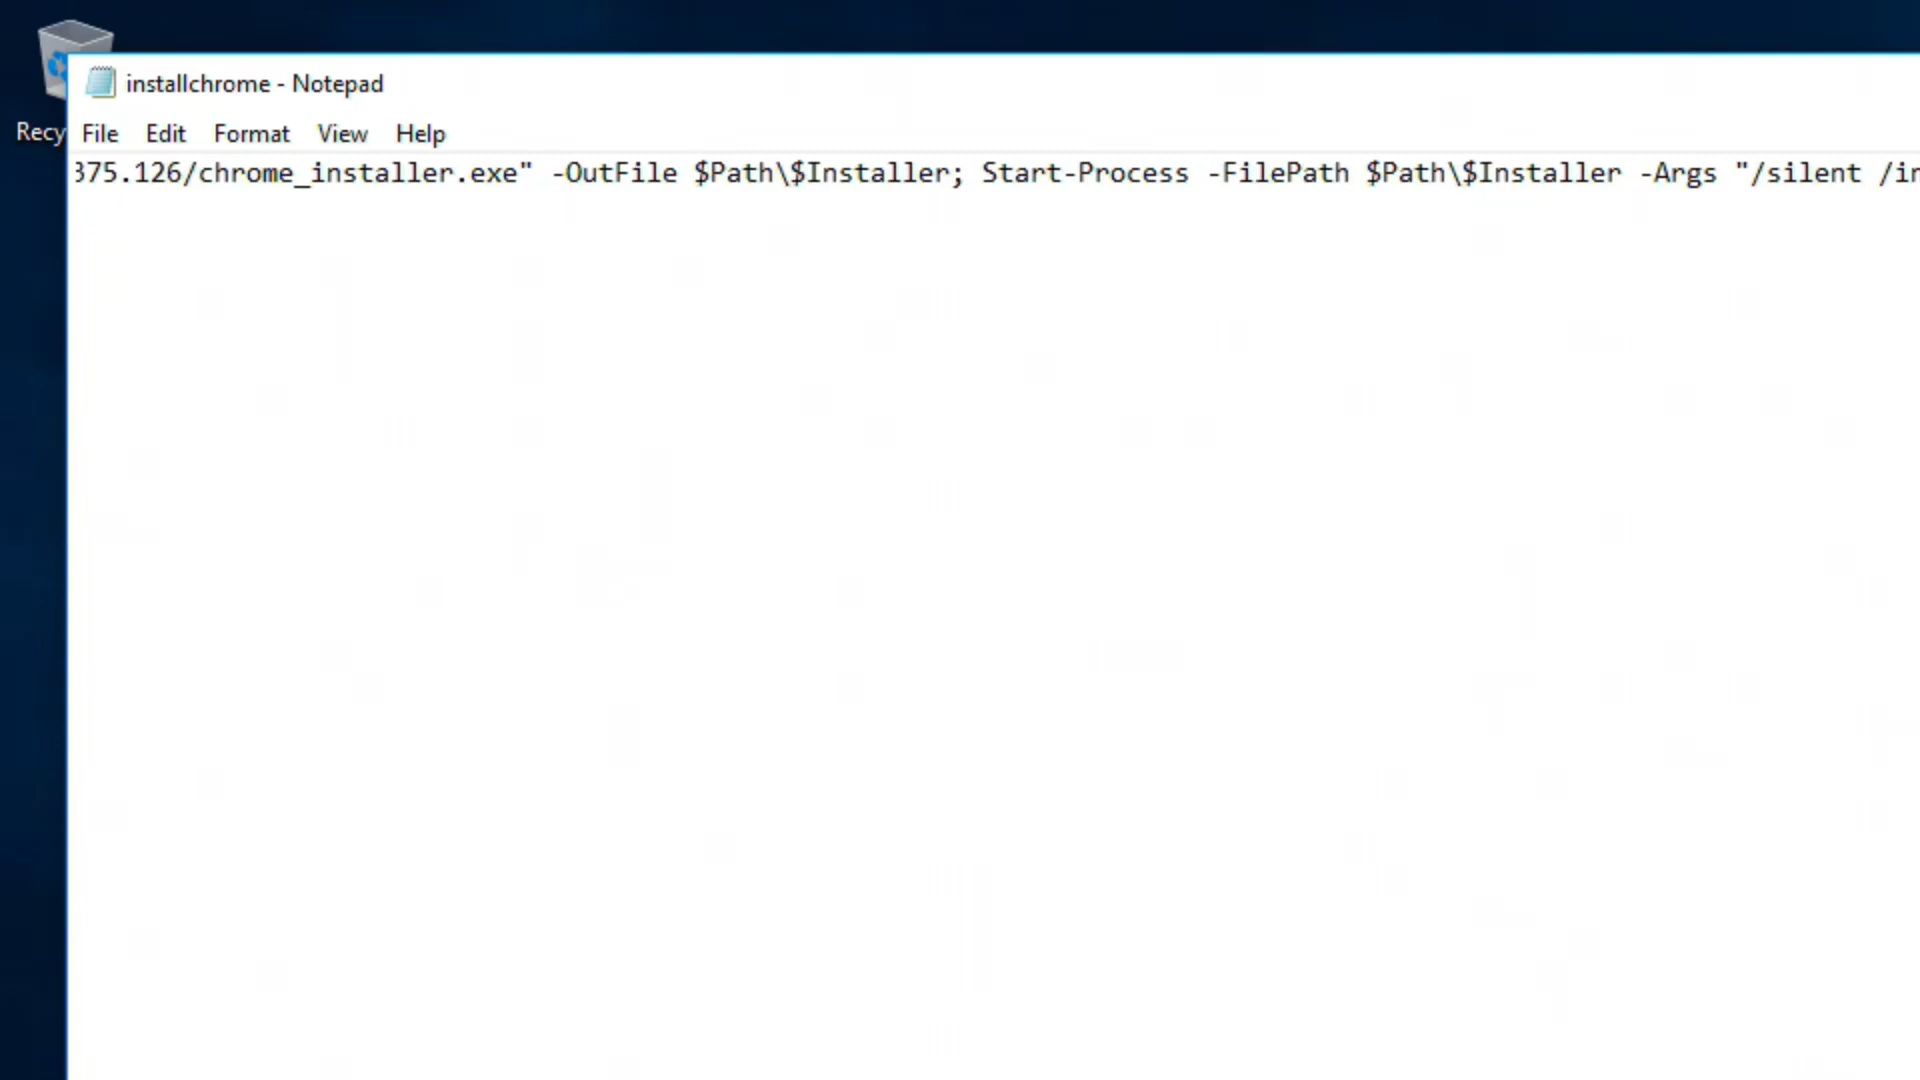 installchrome - Notepad
Recy
File Edit Format View Help
375.126/chrome_installer.exe" -OutFile $Path\$Installer; Start-Process -FilePath $Path\$Installer -Args "/silent /in